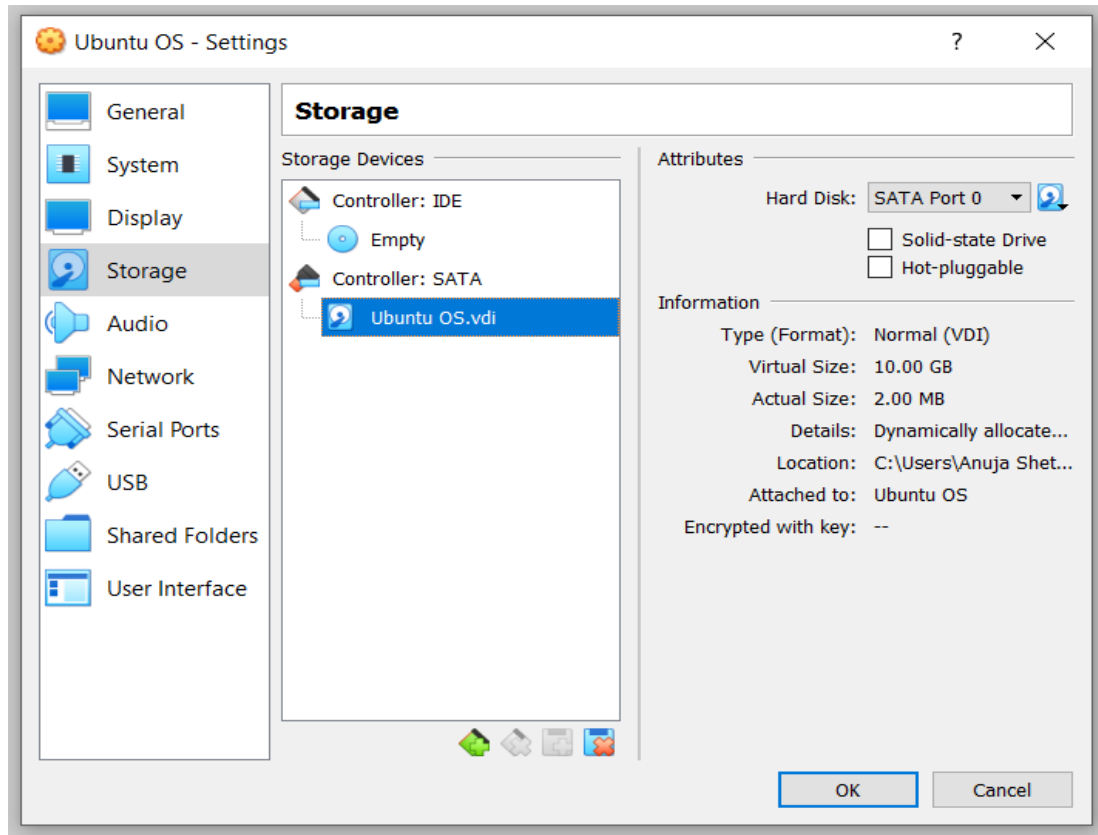 Ubuntu OS - Settings ?
General
System
Display
Storage
Audio
Network
Serial Ports
USB
Shared Folders
User Interface
Storage
Storage Devices
Controller: IDE
Empty
Controller: SATA
Ubuntu OS.vdi
Attributes
Hard Disk: SATA Port 0
Solid-state Drive
Hot-pluggable
Information
Type (Format): Normal (VDI)
Virtual Size: 10.00 GB
Actual Size: 2.00 MB
Details: Dynamically allocate...
Location: C:\Users\Anuja Shet...
Attached to: Ubuntu OS
Encrypted with key: --
OK Cancel